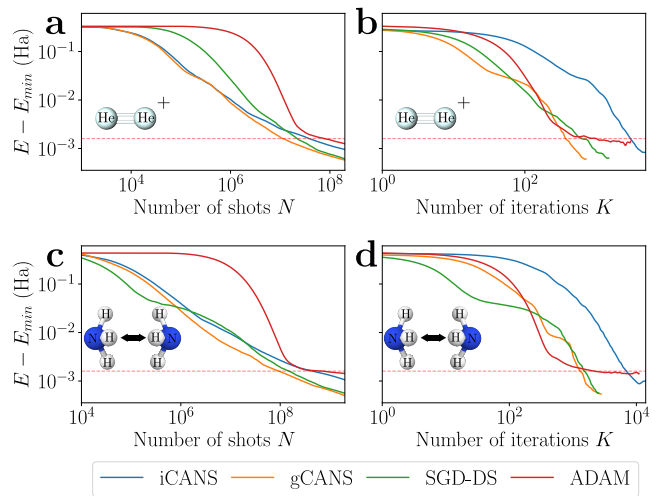 a
b
E − E_min (Ha)
10^−1
10^−2
10^−3
He He +
He He +
10^4 10^6 10^8
10^0 10^2
Number of shots N
Number of iterations K
c
d
E − E_min (Ha)
10^−1
10^−2
10^−3
H H
N H H N
H H
H H
N H H N
H H
10^4 10^6 10^8
10^0 10^2 10^4
Number of shots N
Number of iterations K
iCANS gCANS SGD-DS ADAM